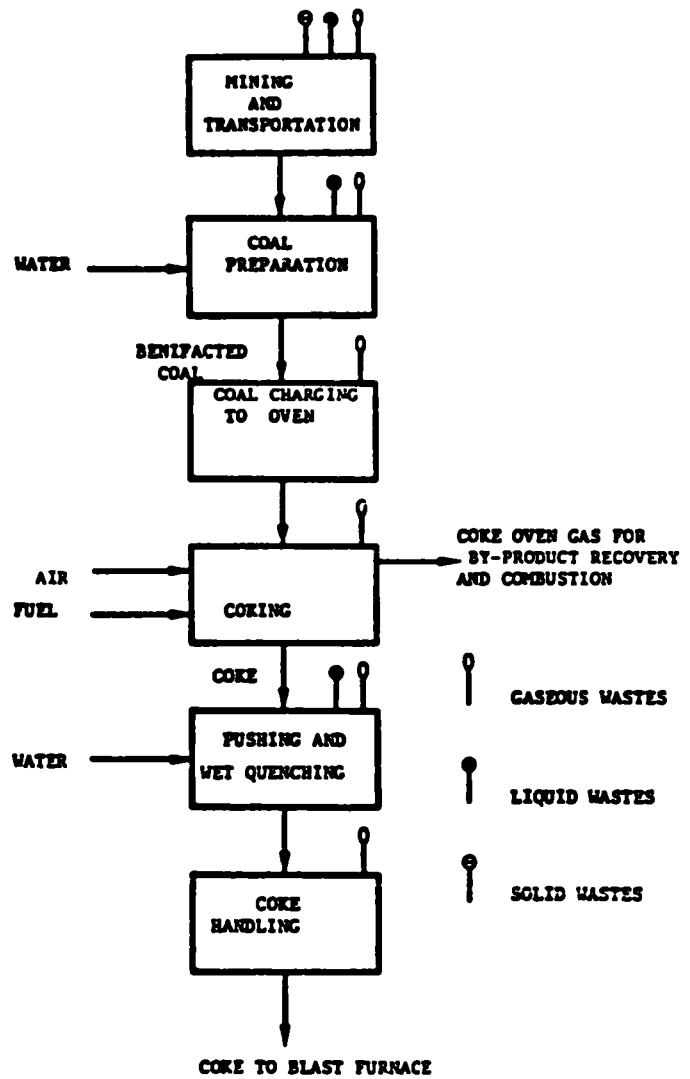 MINING
AND
TRANSPORTATION
COAL
PREPARATION
WATER
BENIFACTED
COAL
COAL CHARGING
TO OVEN
COKE OVEN GAS FOR
BY-PRODUCT RECOVERY
AND COMBUSTION
AIR
FUEL
COKING
COKE
GASEOUS WASTES
PUSHING AND
WET QUENCHING
WATER
LIQUID WASTES
COKE
HANDLING
SOLID WASTES
COKE TO BLAST FURNACE